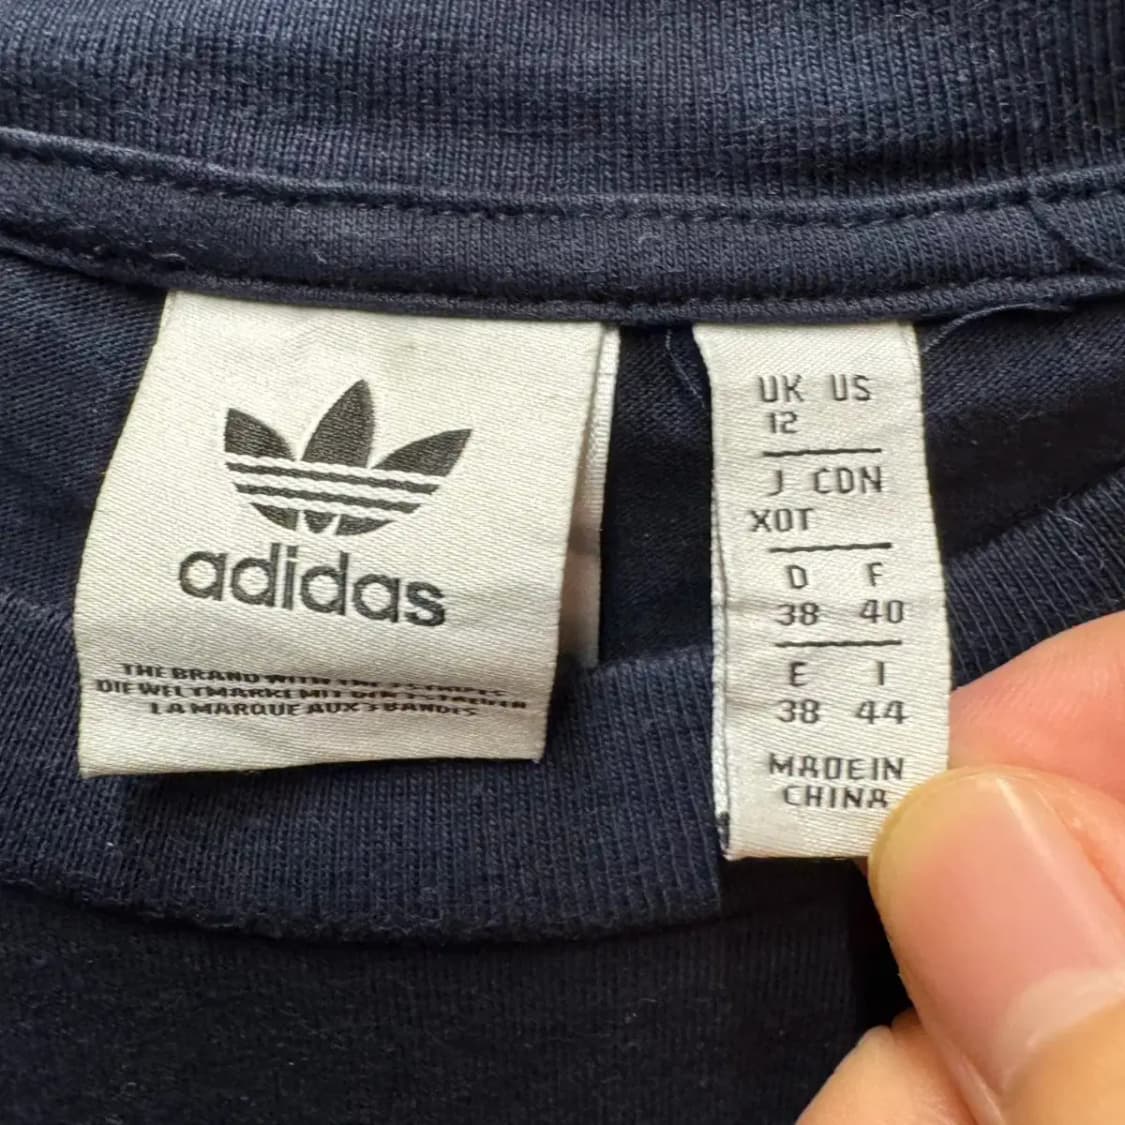 adidas
THE BRAND WITH THE 3 STRIPES
DIE WELTMARKE MIT DEN 3 STREIFEN
LA MARQUE AUX 3 BANDES
UK US
12
J CDN
XOT
D F
38 40
E I
38 44
MADE IN
CHINA